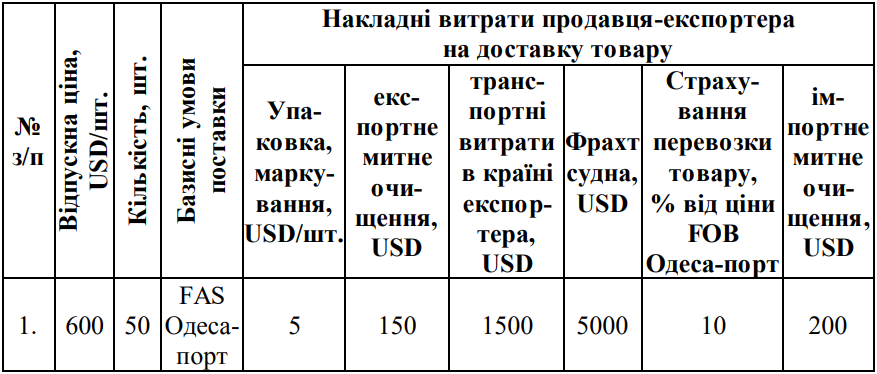 Накладні витрати продавця-експортера
на доставку товару
№
з/п
Відпускна ціна,
USD/шт.
Кількість, шт.
Базисні умови
поставки
Упа-
ковка,
марку-
вання,
USD/шт.
екс-
портне
митне
очи-
щення,
USD
транс-
портні
витрати
в країні
експор-
тера,
USD
Фрахт
судна,
USD
Страху-
вання
перевозки
товару,
% від ціни
FOB
Одеса-порт
ім-
портне
митне
очи-
щення,
USD
1.
600
50
FAS
Одеса-
порт
5
150
1500
5000
10
200